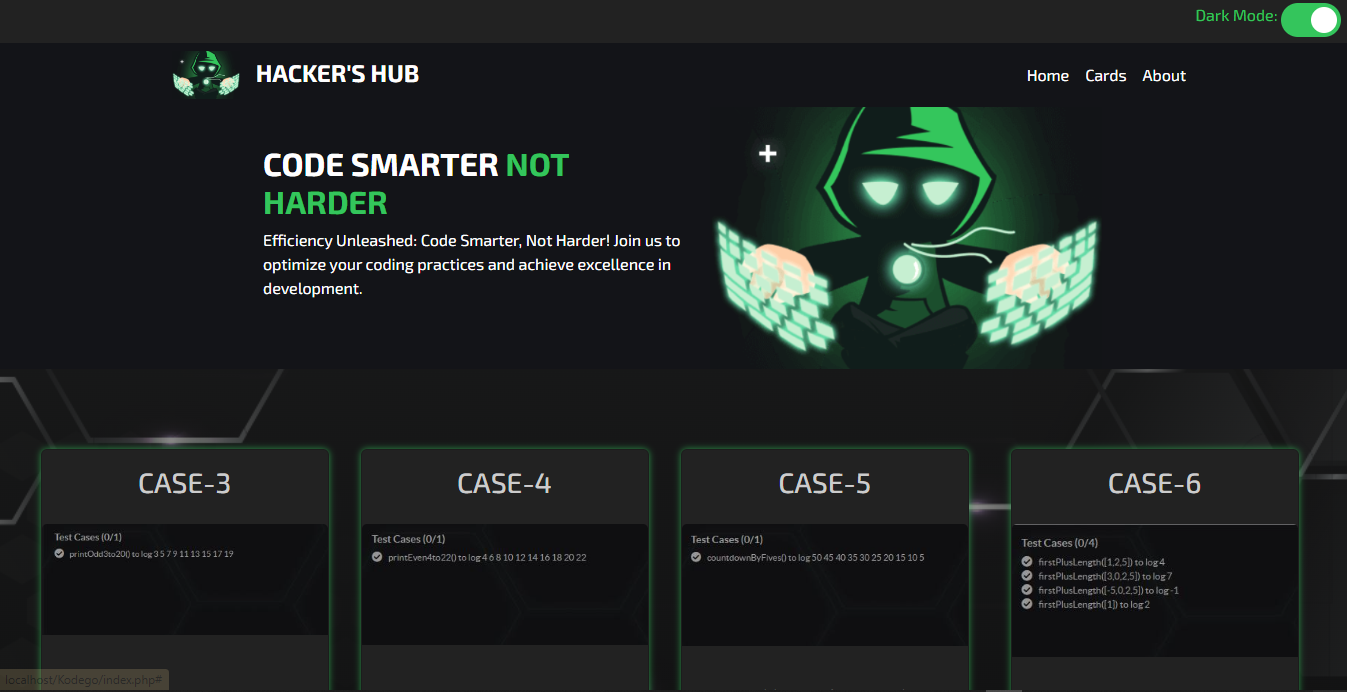 Dark Mode:
HACKER'S HUB
Home Cards About
CODE SMARTER NOT
HARDER
Efficiency Unleashed: Code Smarter, Not Harder! Join us to
optimize your coding practices and achieve excellence in
development.
CASE-3
Test Cases (0/1)
printOdd3to20() to log 3 5 7 9 11 13 15 17 19
CASE-4
Test Cases (0/1)
printEven4to22() to log 4 6 8 10 12 14 16 18 20 22
CASE-5
Test Cases (0/1)
countdownByFives() to log 50 45 40 35 30 25 20 15 10 5
CASE-6
Test Cases (0/4)
firstPlusLength([1,2,5]) to log 4
firstPlusLength([3,0,2,5]) to log 7
firstPlusLength([-5,0,2,5]) to log -1
firstPlusLength([1]) to log 2
localhost/Kodego/index.php#